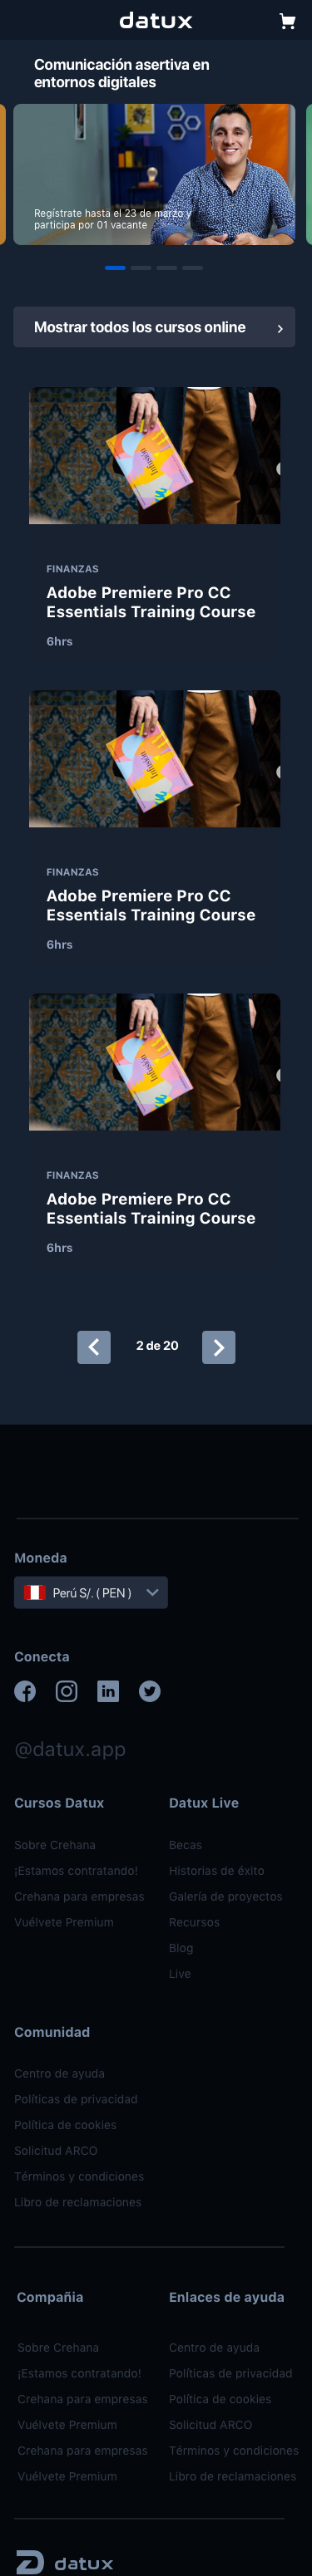 datux
Comunicación asertiva en
entornos digitales
Regístrate hasta el 23 de marzo y
participa por 01 vacante
Mostrar todos los cursos online
Infusión
FINANZAS
Adobe Premiere Pro CC
Essentials Training Course
6hrs
Infusión
FINANZAS
Adobe Premiere Pro CC
Essentials Training Course
6hrs
Infusión
FINANZAS
Adobe Premiere Pro CC
Essentials Training Course
6hrs
2 de 20
Moneda
Perú S/. ( PEN )
Conecta
@datux.app
Cursos Datux
Sobre Crehana
¡Estamos contratando!
Crehana para empresas
Vuélvete Premium
Datux Live
Becas
Historias de éxito
Galería de proyectos
Recursos
Blog
Live
Comunidad
Centro de ayuda
Políticas de privacidad
Política de cookies
Solicitud ARCO
Términos y condiciones
Libro de reclamaciones
Compañia
Sobre Crehana
¡Estamos contratando!
Crehana para empresas
Vuélvete Premium
Crehana para empresas
Vuélvete Premium
Enlaces de ayuda
Centro de ayuda
Políticas de privacidad
Política de cookies
Solicitud ARCO
Términos y condiciones
Libro de reclamaciones
datux